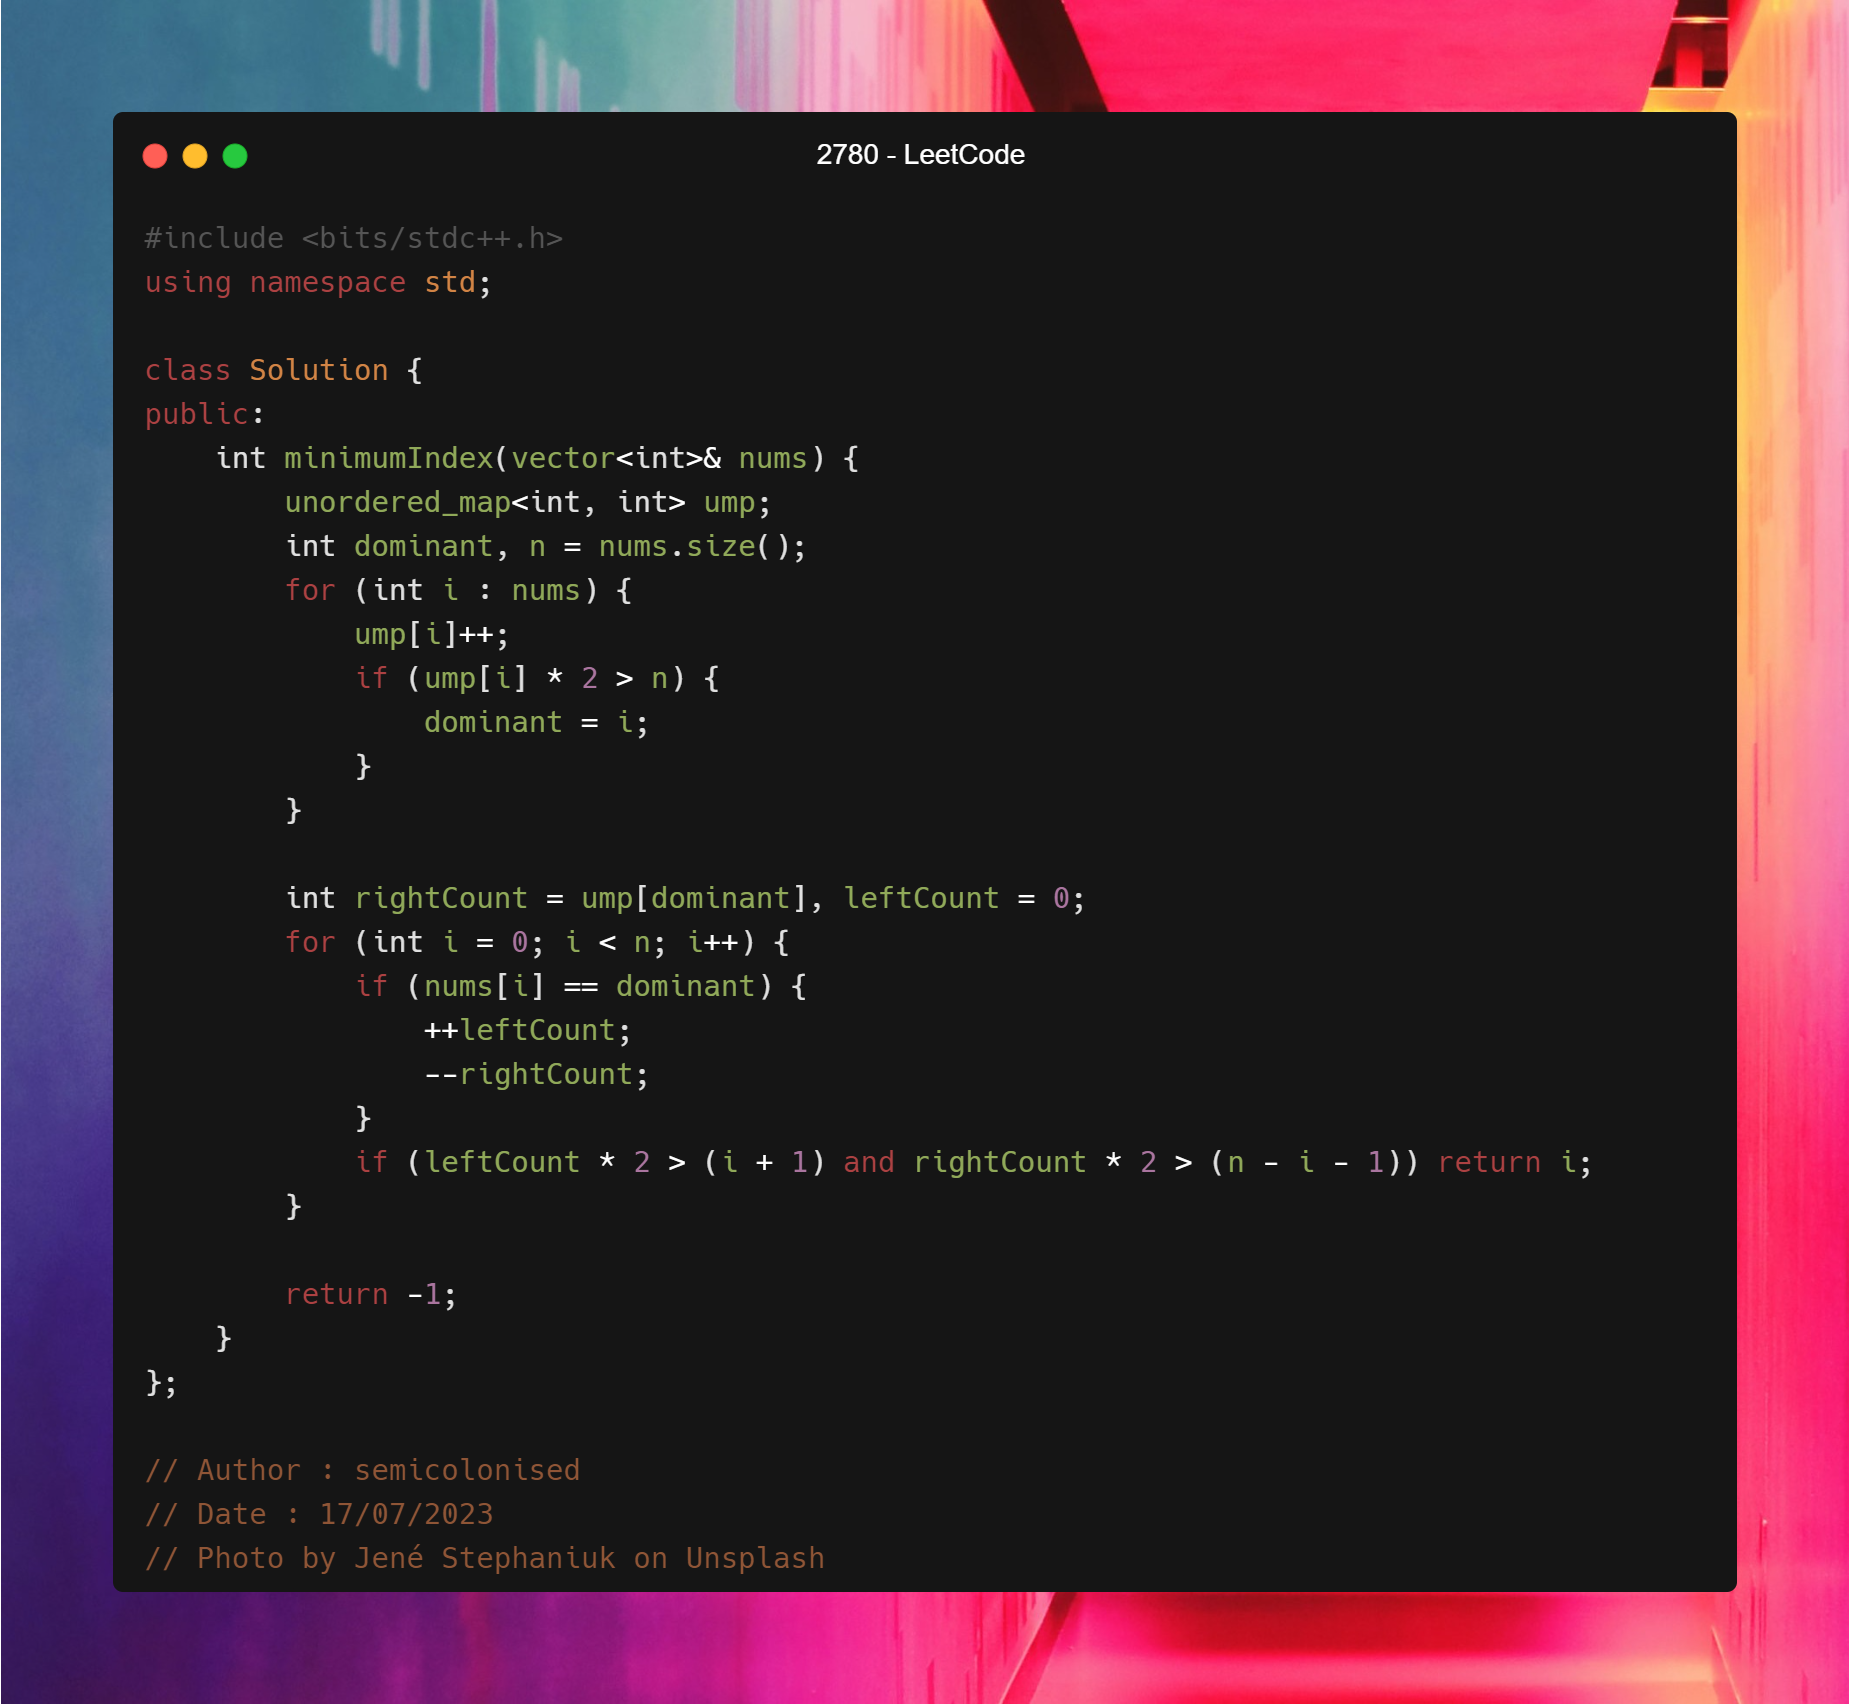 2780 - LeetCode
#include <bits/stdc++.h>
using namespace std;
class Solution {
public:
    int minimumIndex(vector<int>& nums) {
        unordered_map<int, int> ump;
        int dominant, n = nums.size();
        for (int i : nums) {
            ump[i]++;
            if (ump[i] * 2 > n) {
                dominant = i;
            }
        }
        int rightCount = ump[dominant], leftCount = 0;
        for (int i = 0; i < n; i++) {
            if (nums[i] == dominant) {
                ++leftCount;
                --rightCount;
            }
            if (leftCount * 2 > (i + 1) and rightCount * 2 > (n - i - 1)) return i;
        }
        return -1;
    }
};
// Author : semicolonised
// Date : 17/07/2023
// Photo by Jené Stephaniuk on Unsplash